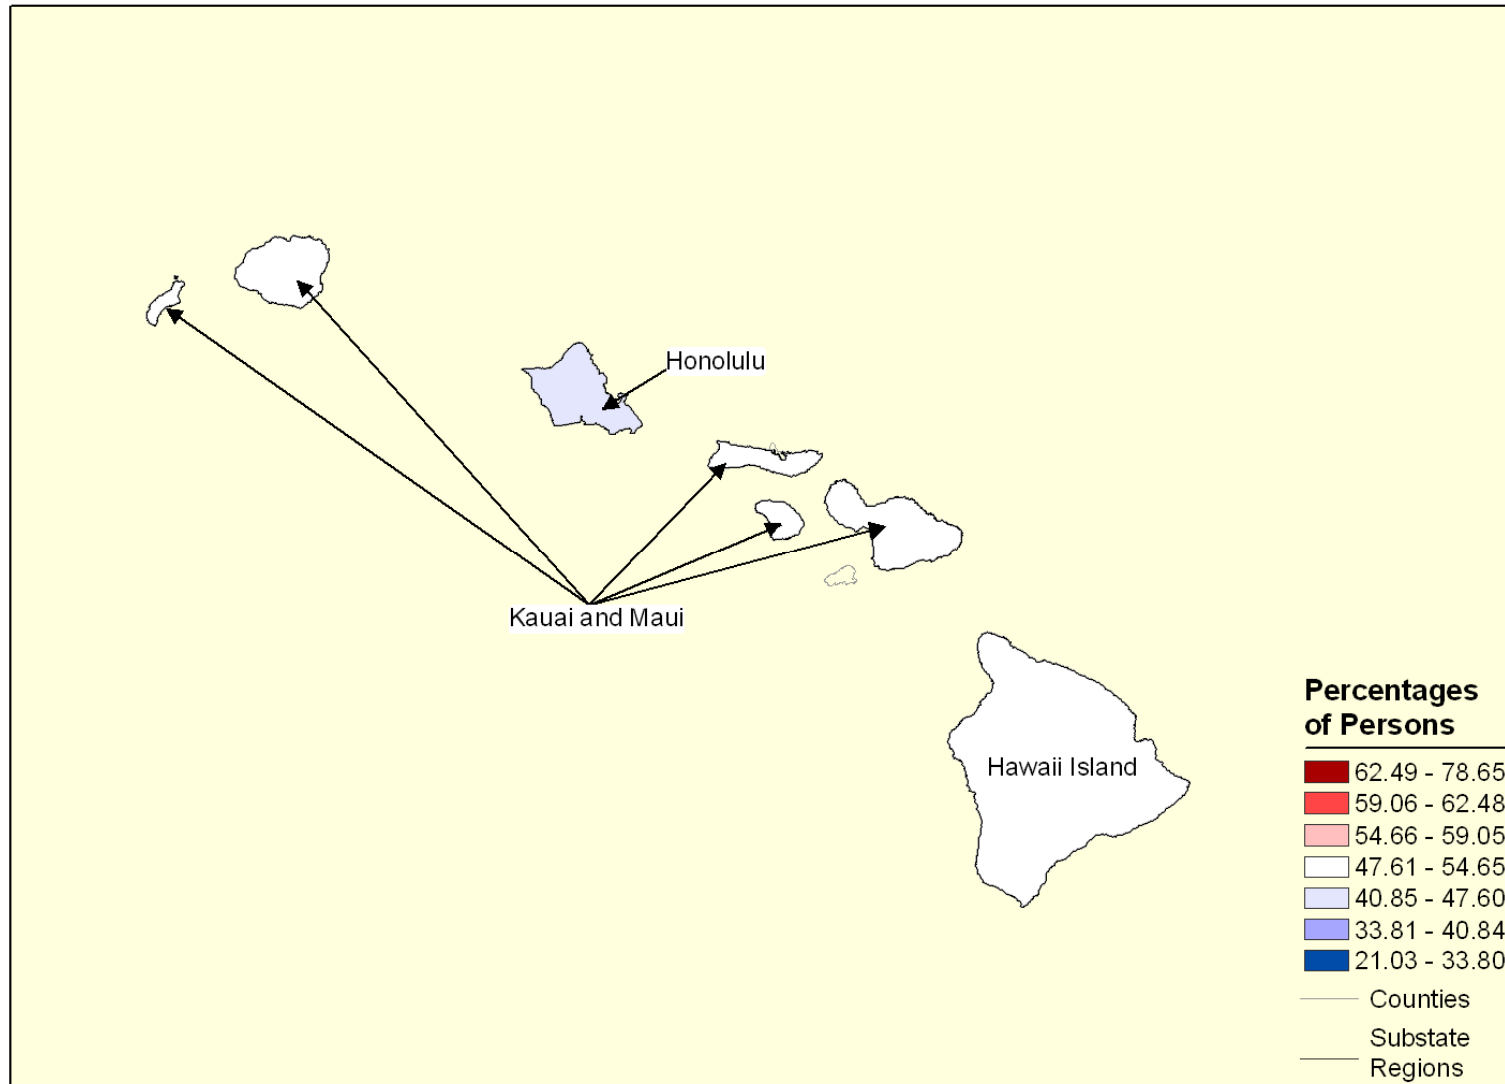 Honolulu
Kauai and Maui
Hawaii Island
Percentages
of Persons
62.49 - 78.65
59.06 - 62.48
54.66 - 59.05
47.61 - 54.65
40.85 - 47.60
33.81 - 40.84
21.03 - 33.80
Counties
Substate
Regions